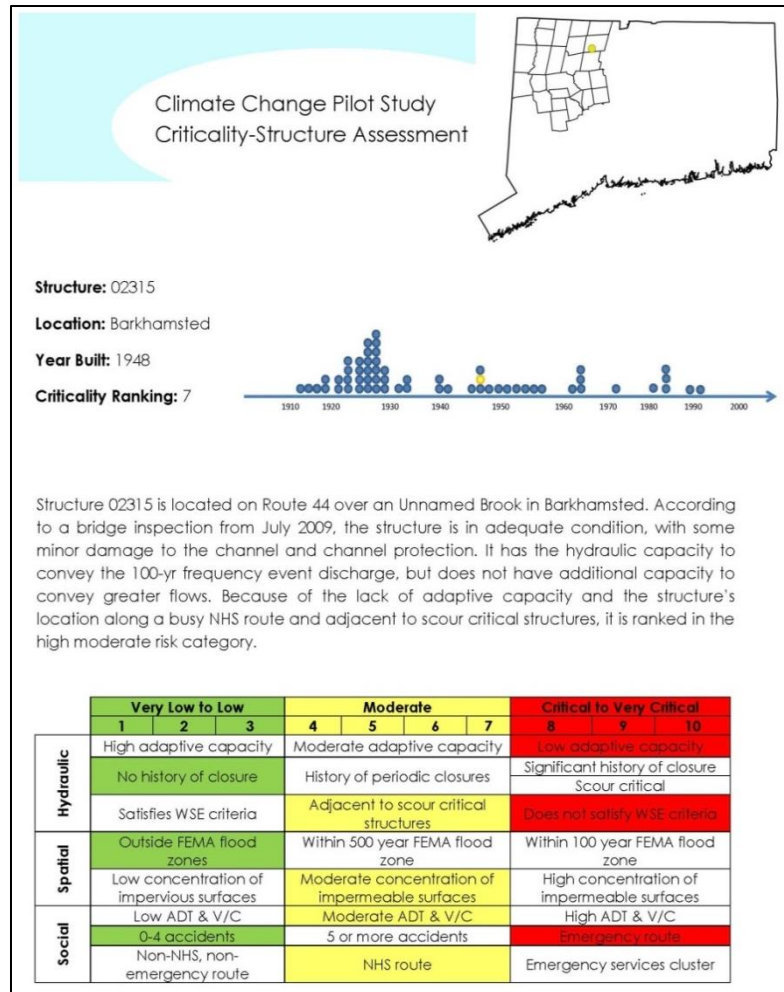 Climate Change Pilot Study
Criticality-Structure Assessment
Structure: 02315
Location: Barkhamsted
Year Built: 1948
Criticality Ranking: 7
1910 1920 1930 1940 1950 1960 1970 1980 1990 2000
Structure 02315 is located on Route 44 over an Unnamed Brook in Barkhamsted. According
to a bridge inspection from July 2009, the structure is in adequate condition, with some
minor damage to the channel and channel protection. It has the hydraulic capacity to
convey the 100-yr frequency event discharge, but does not have additional capacity to
convey greater flows. Because of the lack of adaptive capacity and the structure's
location along a busy NHS route and adjacent to scour critical structures, it is ranked in the
high moderate risk category.
Very Low to Low Moderate Critical to Very Critical
1 2 3 4 5 6 7 8 9 10
Hydraulic
High adaptive capacity Moderate adaptive capacity Low adaptive capacity
No history of closure History of periodic closures Significant history of closure
Scour critical
Satisfies WSE criteria Adjacent to scour critical Does not satisfy WSE criteria
structures
Spatial
Outside FEMA flood Within 500 year FEMA flood Within 100 year FEMA flood
zones zone zone
Low concentration of Moderate concentration of High concentration of
impervious surfaces impermeable surfaces impermeable surfaces
Social
Low ADT & V/C Moderate ADT & V/C High ADT & V/C
0-4 accidents 5 or more accidents Emergency route
Non-NHS, non- NHS route Emergency services cluster
emergency route